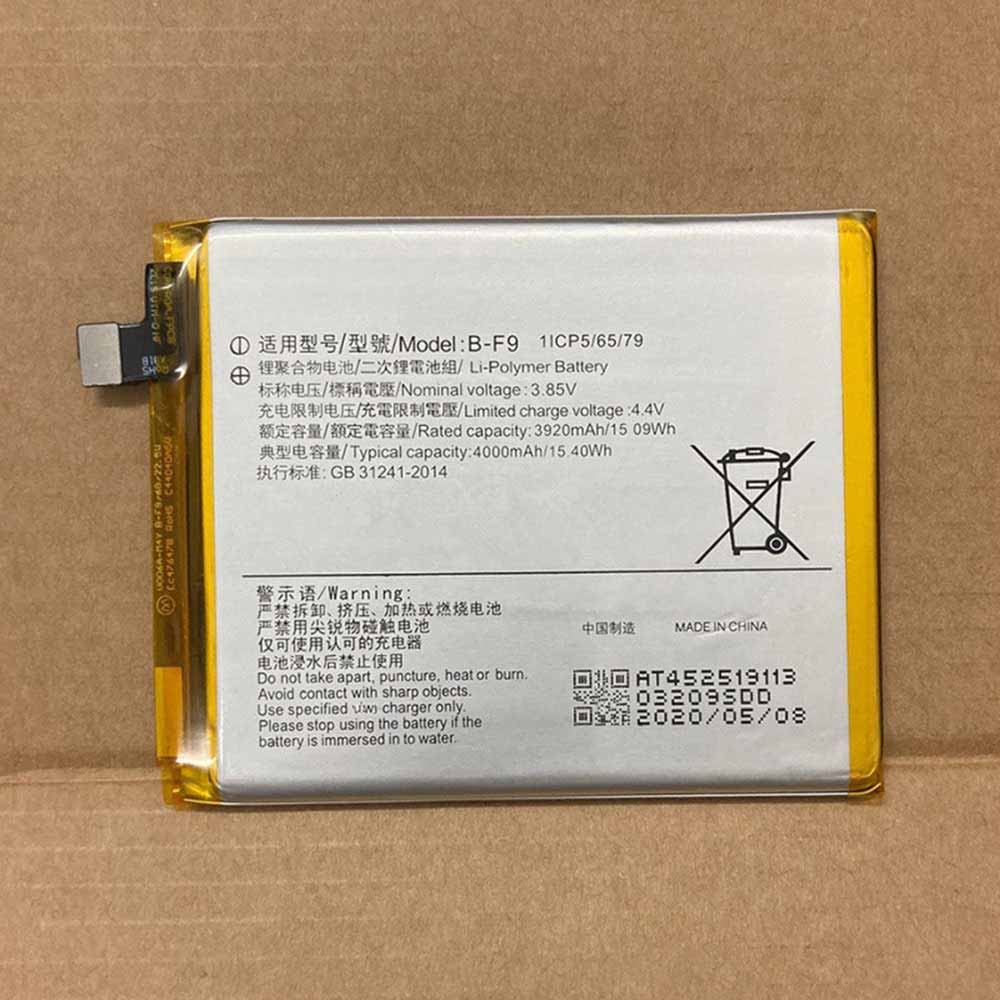 适用型号/型號/Model:B-F9 1ICP5/65/79
锂聚合物电池/二次鋰電池組/ Li-Polymer Battery
标称电压/標稱電壓/Nominal voltage:3.85V
充电限制电压/充電限制電壓/Limited charge voltage:4.4V
额定容量/額定電容量/Rated capacity:3920mAh/15 09Wh
典型电容量/Typical capacity:4000mAh/15 40Wh
执行标准: GB 31241-2014
警示语/Warning:
严禁拆卸、挤压、加热或燃烧电池
严禁用尖锐物碰触电池
仅可使用认可的充电器
电池浸水后禁止使用
Do not take apart, puncture, heat or burn.
Avoid contact with sharp objects.
Use specified charger only.
Please stop using the battery if the
battery is immersed in to water.
中国制造 MADE IN CHINA
AT452519113
032095DD
2020/05/08
B-F9/68/22.5U
RoHS C44040A60